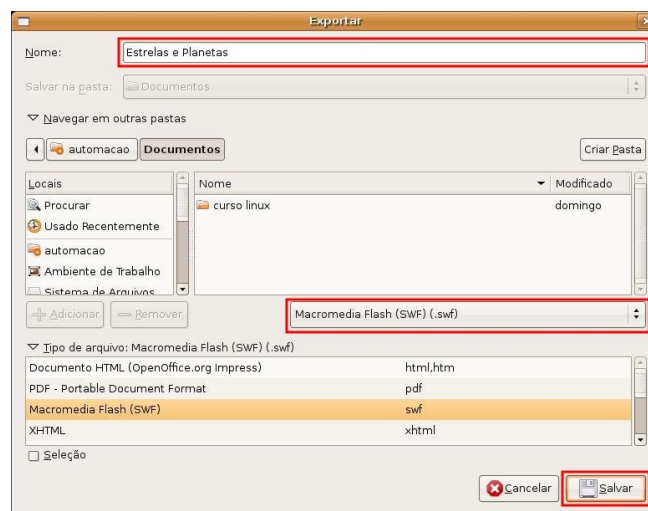 Exportar
Nome: Estrelas e Planetas
Salvar na pasta: Documentos
Navegar em outras pastas
automacao Documentos Criar Pasta
Locais Nome Modificado
Procurar curso linux domingo
Usado Recentemente
automacao
Ambiente de Trabalho
Sistema de Arquivos
Adicionar Remover Macromedia Flash (SWF) (.swf)
Tipo de arquivo: Macromedia Flash (SWF) (.swf)
Documento HTML (OpenOffice.org Impress) html,htm
PDF - Portable Document Format pdf
Macromedia Flash (SWF) swf
XHTML xhtml
Seleção
Cancelar Salvar